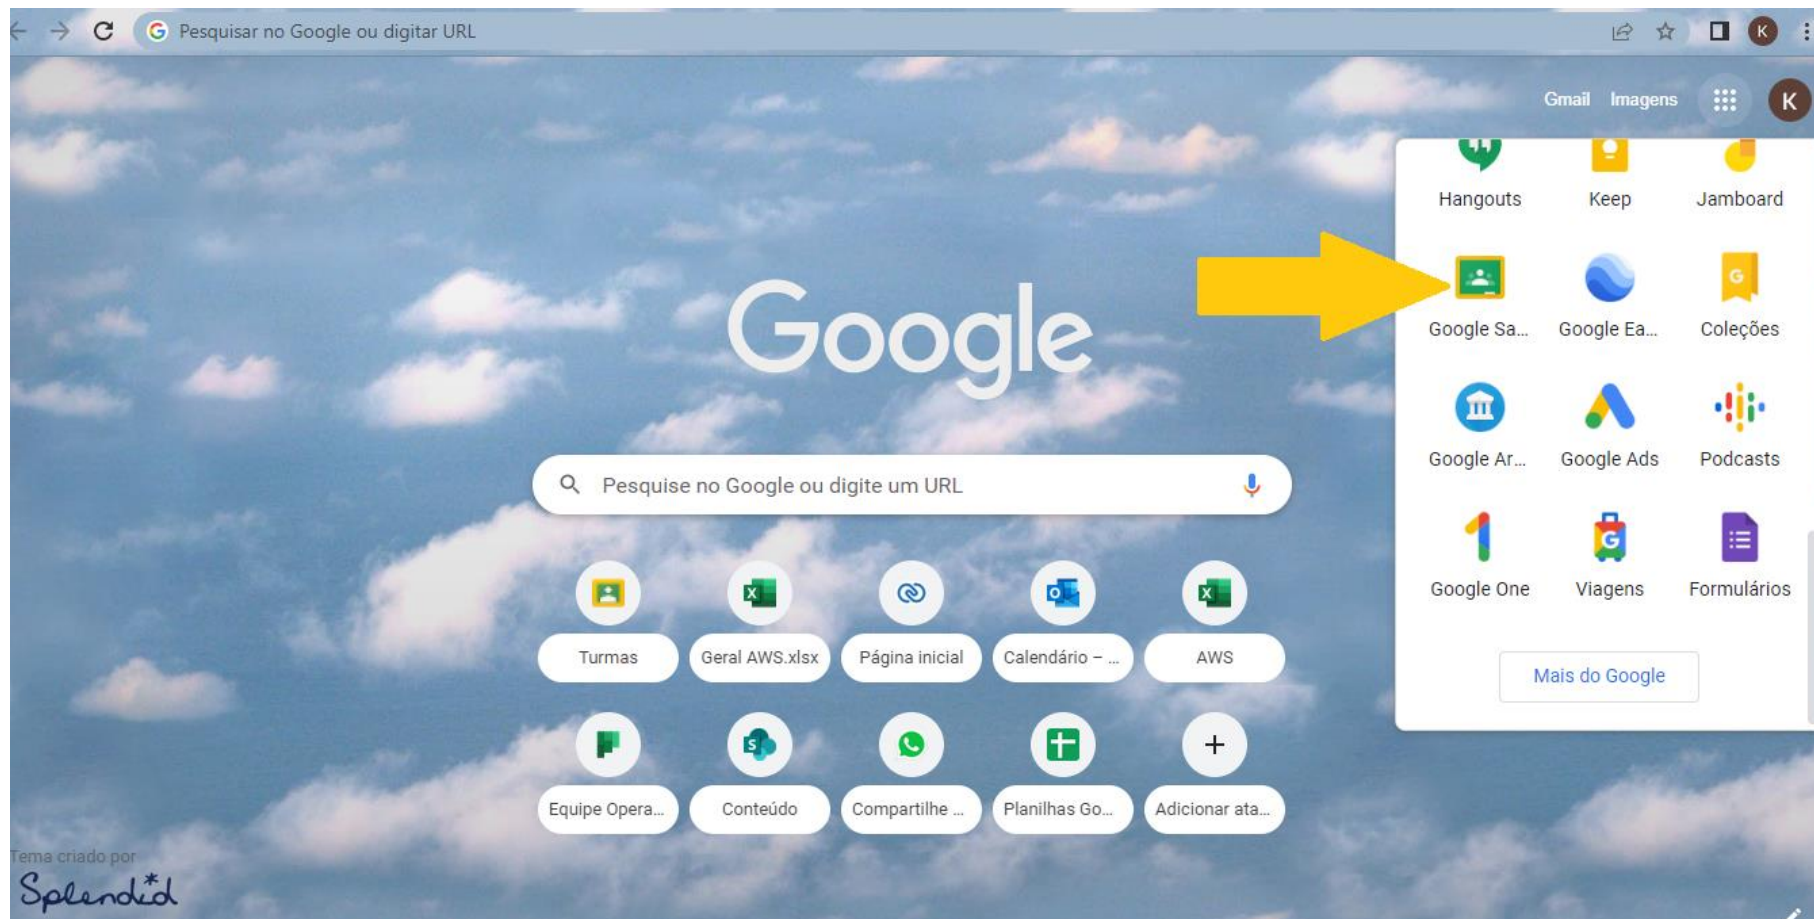 Pesquisar no Google ou digitar URL
K
Gmail Imagens
K
Hangouts Keep Jamboard
Google Sa... Google Ea... Coleções
Google Ar... Google Ads Podcasts
Google One Viagens Formulários
Mais do Google
Google
Pesquise no Google ou digite um URL
Turmas Geral AWS.xlsx Página inicial Calendário – ... AWS
Equipe Opera... Conteúdo Compartilhe ... Planilhas Go... Adicionar ata...
Tema criado por
Splendid